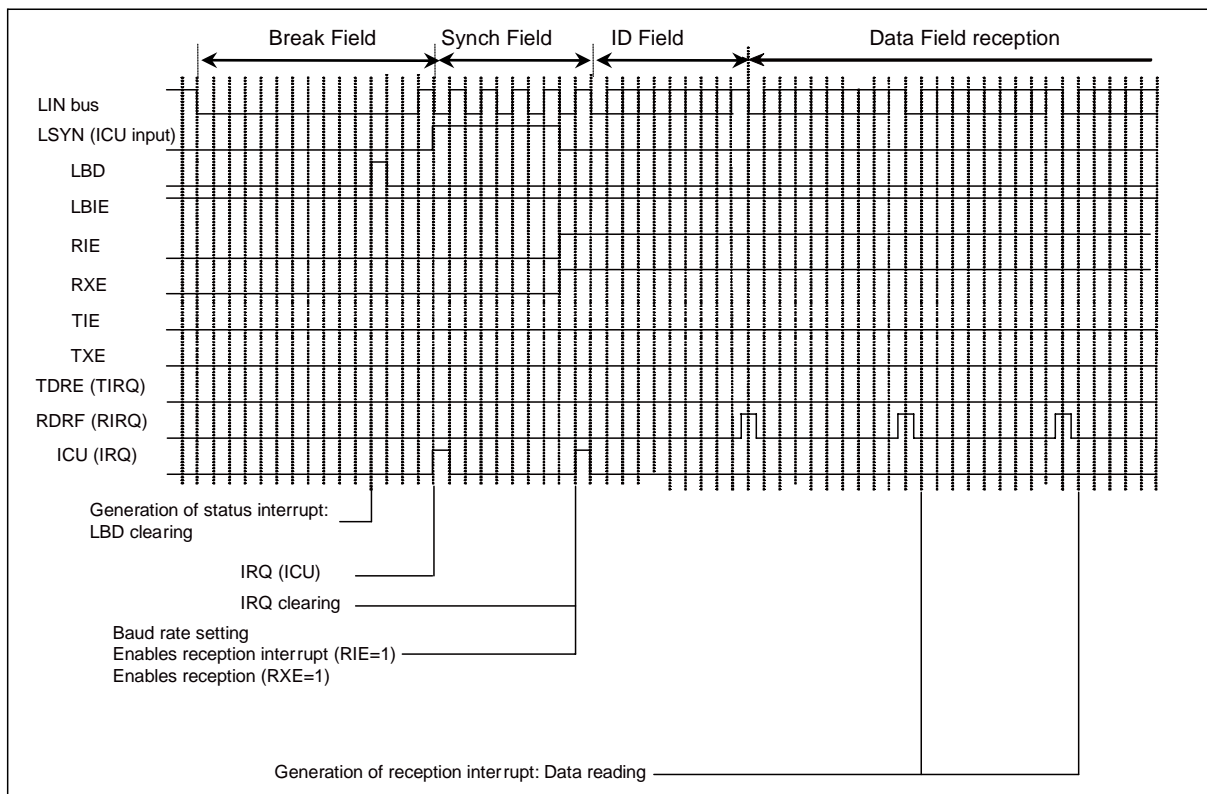 Break Field Synch Field ID Field Data Field reception
LIN bus
LSYN (ICU input)
LBD
LBIE
RIE
RXE
TIE
TXE
TDRE (TIRQ)
RDRF (RIRQ)
ICU (IRQ)
Generation of status interrupt:
LBD clearing
IRQ (ICU)
IRQ clearing
Baud rate setting
Enables reception interrupt (RIE=1)
Enables reception (RXE=1)
Generation of reception interrupt: Data reading